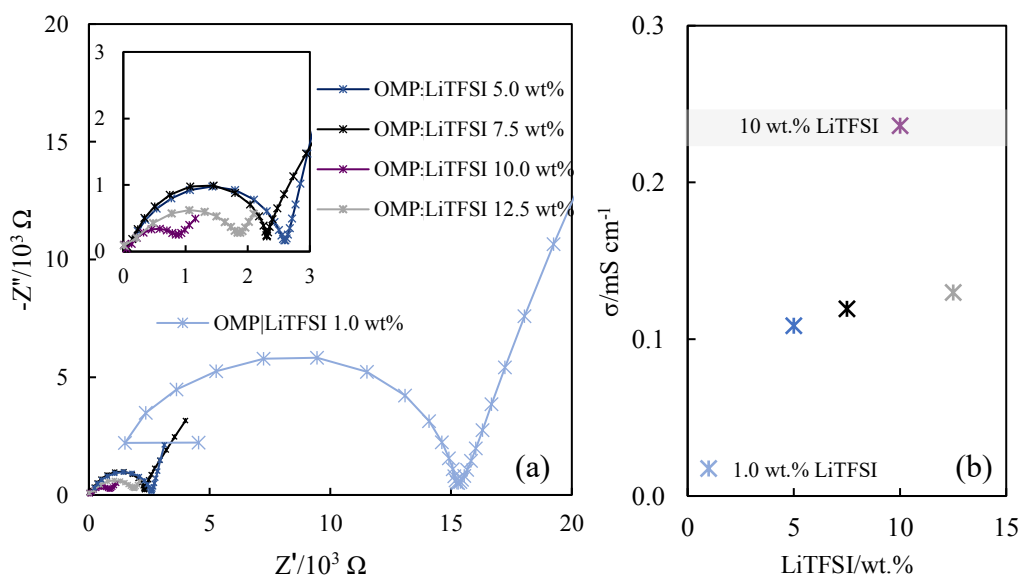 20
15
10
5
0
-Z''/10³ Ω
0
5
10
15
20
Z'/10³ Ω
3
2
1
0
0
1
2
3
OMP:LiTFSI 5.0 wt%
OMP:LiTFSI 7.5 wt%
OMP:LiTFSI 10.0 wt%
OMP:LiTFSI 12.5 wt%
OMP|LiTFSI 1.0 wt%
(a)
0.3
0.2
0.1
0.0
σ/mS cm⁻¹
10 wt.% LiTFSI
1.0 wt.% LiTFSI
(b)
0
5
10
15
LiTFSI/wt.%